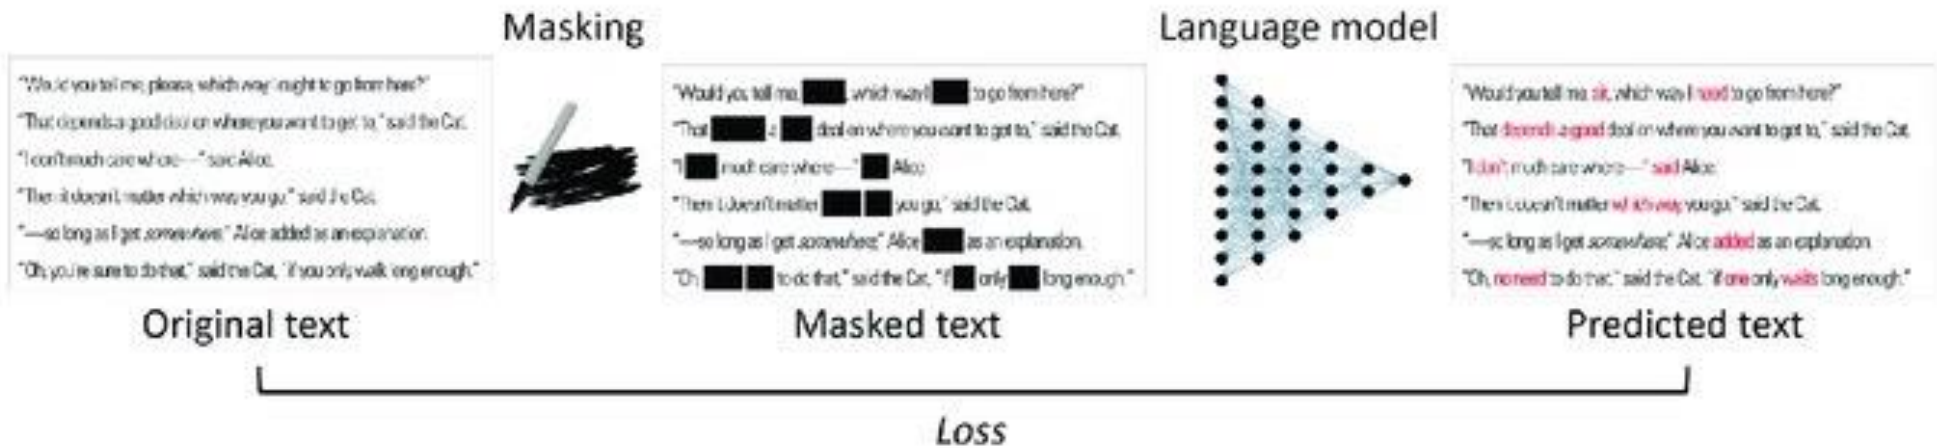 Masking
Language model
"Would you tell me, please, which way I ought to go from here?"
"That depends a good deal on where you want to get to," said the Cat.
"I don't much care where—" said Alice.
"Then it doesn't matter which way you go," said the Cat.
"—so long as I get somewhere," Alice added as an explanation.
"Oh, you're sure to do that," said the Cat, "if you only walk long enough."
Original text
"Would you tell me, , which way I to go from here?"
"That a deal on where you want to get to," said the Cat.
"I much care where—" Alice.
"Then it doesn't matter you go," said the Cat.
"—so long as I get somewhere," Alice as an explanation.
"Oh, to do that," said the Cat, "if only long enough."
Masked text
"Would you tell me, sir, which way I need to go from here?"
"That depends a good deal on where you want to get to," said the Cat.
"I don't much care where—" said Alice.
"Then it doesn't matter which way you go," said the Cat.
"—so long as I get somewhere," Alice added as an explanation.
"Oh, no need to do that," said the Cat, "if one only waits long enough."
Predicted text
Loss